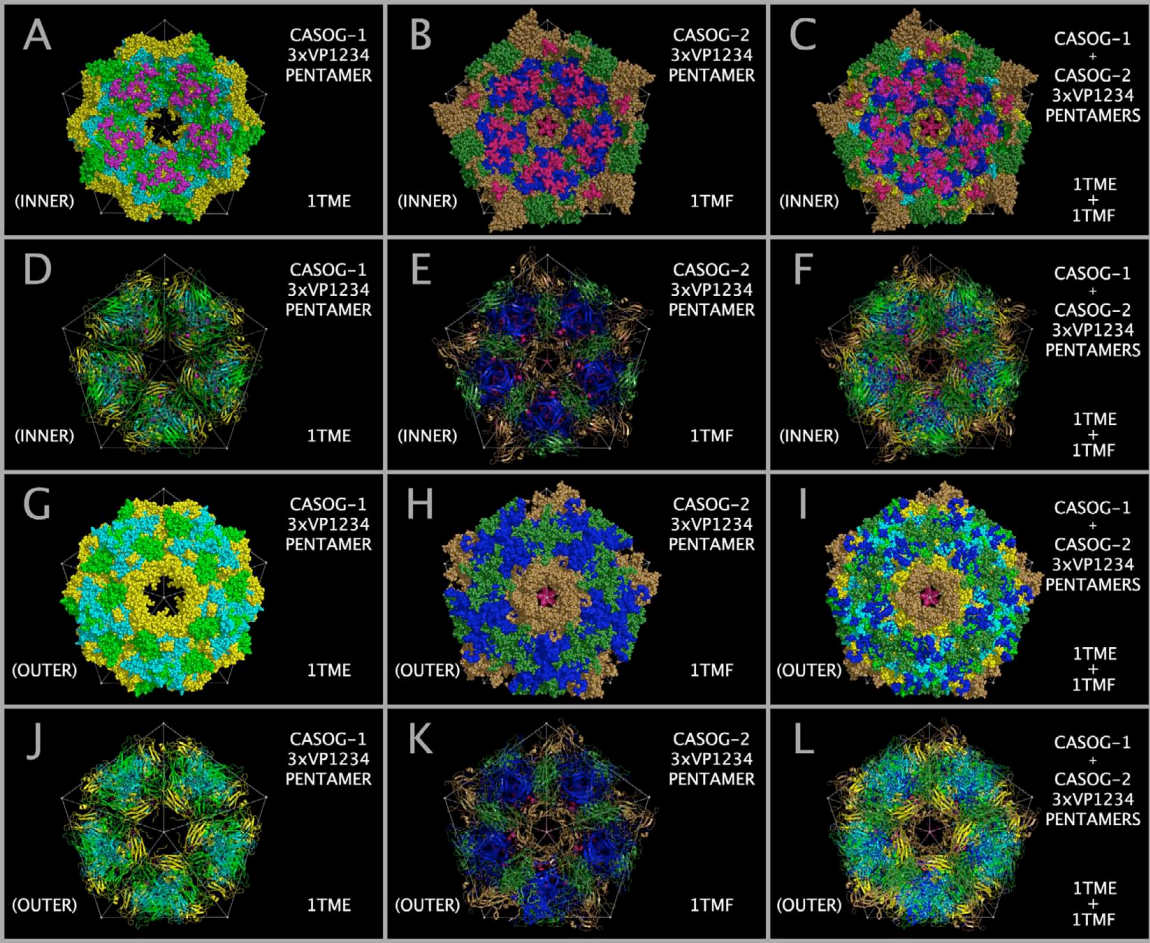 A
CASOG-1
3xVP1234
PENTAMER
(INNER)
1TME
B
CASOG-2
3xVP1234
PENTAMER
(INNER)
1TMF
C
CASOG-1
+
CASOG-2
3xVP1234
PENTAMERS
(INNER)
1TME
+
1TMF
D
CASOG-1
3xVP1234
PENTAMER
(INNER)
1TME
E
CASOG-2
3xVP1234
PENTAMER
(INNER)
1TMF
F
CASOG-1
+
CASOG-2
3xVP1234
PENTAMERS
(INNER)
1TME
+
1TMF
G
CASOG-1
3xVP1234
PENTAMER
(OUTER)
1TME
H
CASOG-2
3xVP1234
PENTAMER
(OUTER)
1TMF
I
CASOG-1
+
CASOG-2
3xVP1234
PENTAMERS
(OUTER)
1TME
+
1TMF
J
CASOG-1
3xVP1234
PENTAMER
(OUTER)
1TME
K
CASOG-2
3xVP1234
PENTAMER
(OUTER)
1TMF
L
CASOG-1
+
CASOG-2
3xVP1234
PENTAMERS
(OUTER)
1TME
+
1TMF